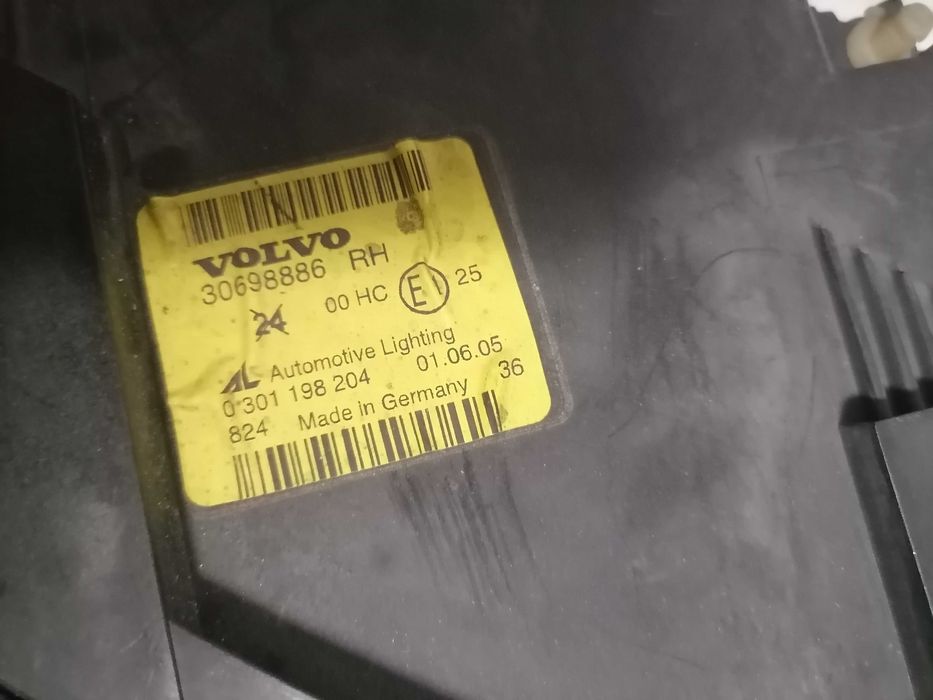 VOLVO
30698886 RH
24 00 HC E1 25
AL Automotive Lighting
0 301 198 204 01.06.05
824 Made in Germany 36